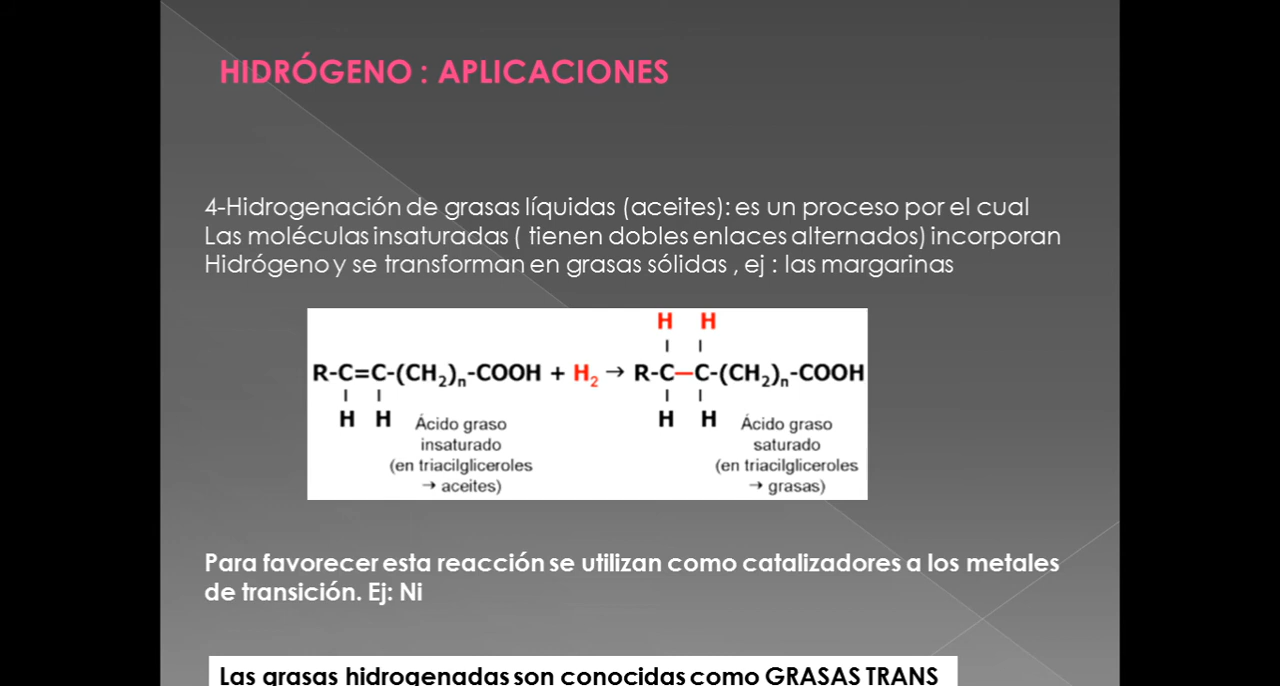 HIDRÓGENO : APLICACIONES
4-Hidrogenación de grasas líquidas (aceites): es un proceso por el cual
Las moléculas insaturadas ( tienen dobles enlaces alternados) incorporan
Hidrógeno y se transforman en grasas sólidas , ej : las margarinas
H H
R-C=C-(CH₂)ₙ-COOH + H₂ → R-C—C-(CH₂)ₙ-COOH
H H H H
Ácido graso
insaturado
(en triacilgliceroles
→ aceites)
Ácido graso
saturado
(en triacilgliceroles
→ grasas)
Para favorecer esta reacción se utilizan como catalizadores a los metales
de transición. Ej: Ni
Las grasas hidrogenadas son conocidas como GRASAS TRANS